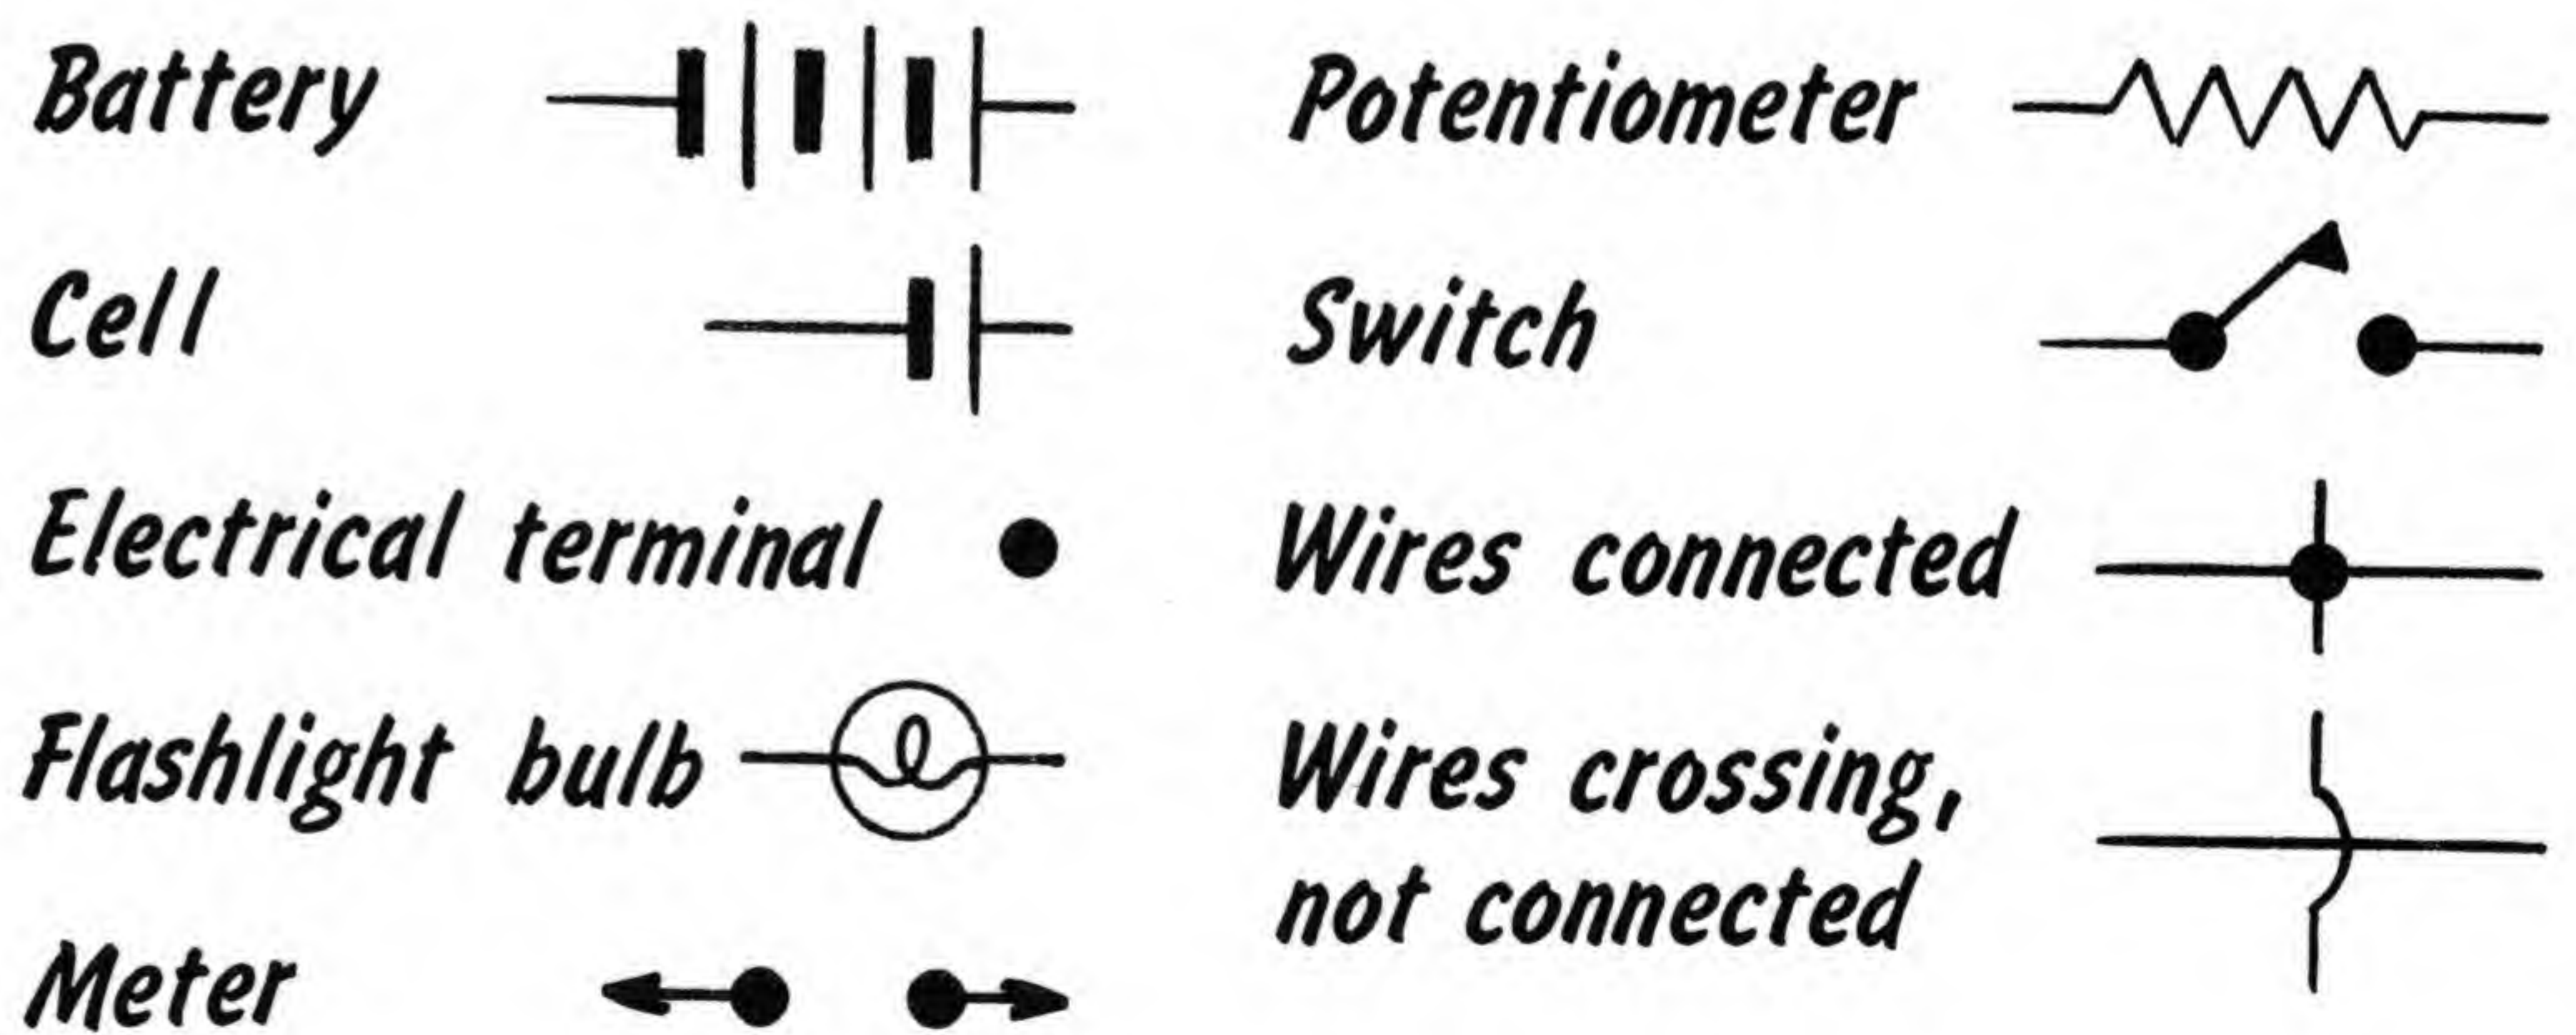 Battery
Cell
Electrical terminal
Flashlight bulb
Meter
Potentiometer
Switch
Wires connected
Wires crossing,
not connected